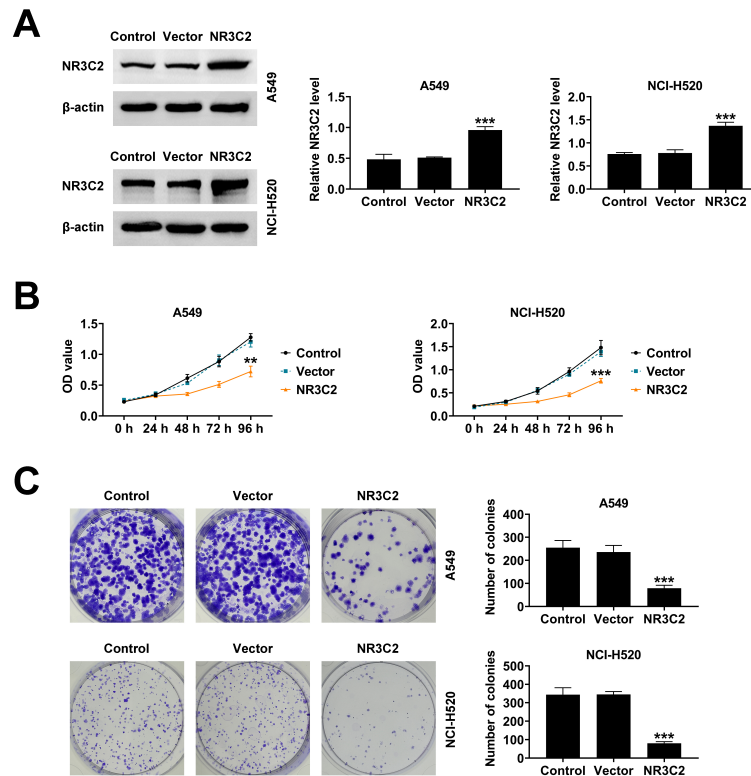 A
Control Vector NR3C2
NR3C2
β-actin
A549
Control Vector NR3C2
NR3C2
β-actin
NCI-H520
A549
Relative NR3C2 level
1.5
1.0
0.5
0.0
***
Control Vector NR3C2
NCI-H520
Relative NR3C2 level
2.0
1.5
1.0
0.5
0.0
***
Control Vector NR3C2
B
A549
OD value
1.5
1.0
0.5
0.0
**
0 h 24 h 48 h 72 h 96 h
Control
Vector
NR3C2
NCI-H520
OD value
2.0
1.5
1.0
0.5
0.0
***
0 h 24 h 48 h 72 h 96 h
Control
Vector
NR3C2
C
Control Vector NR3C2
A549
Control Vector NR3C2
NCI-H520
A549
Number of colonies
400
300
200
100
0
***
Control Vector NR3C2
NCI-H520
Number of colonies
500
400
300
200
100
0
***
Control Vector NR3C2